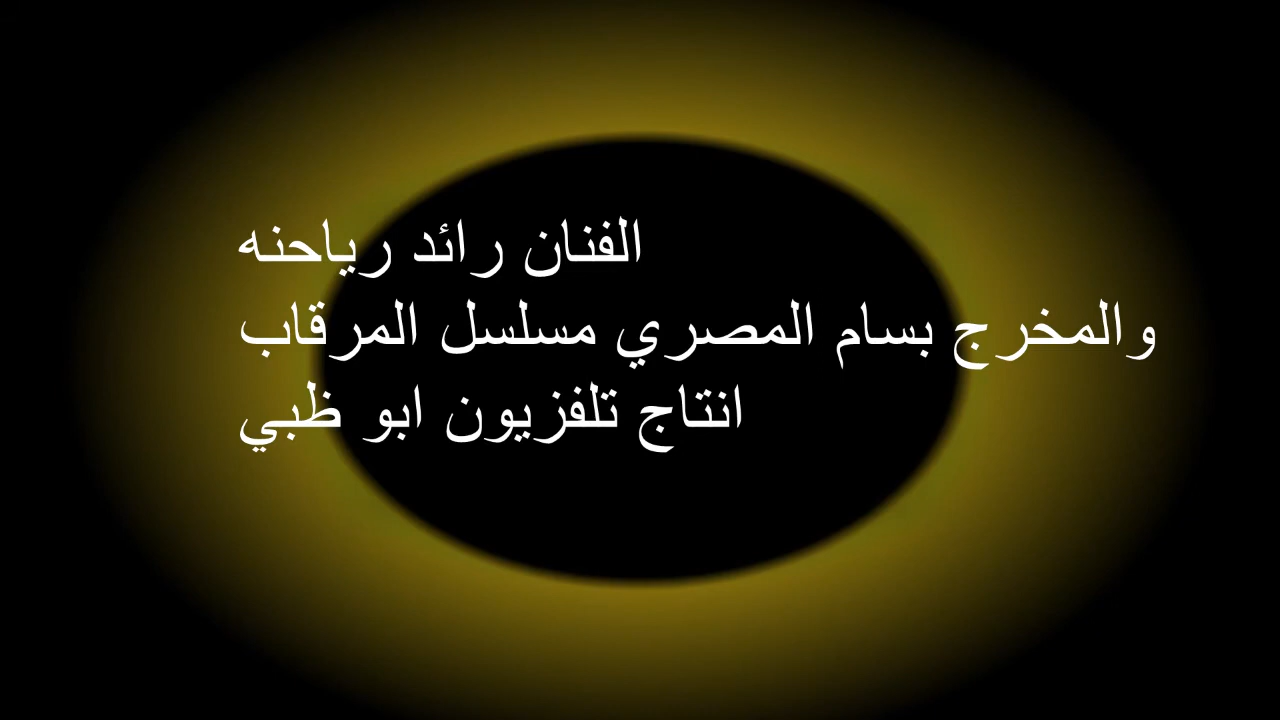 الفنان رائد رياحنه
والمخرج بسام المصري مسلسل المرقاب
انتاج تلفزيون ابو ظبي